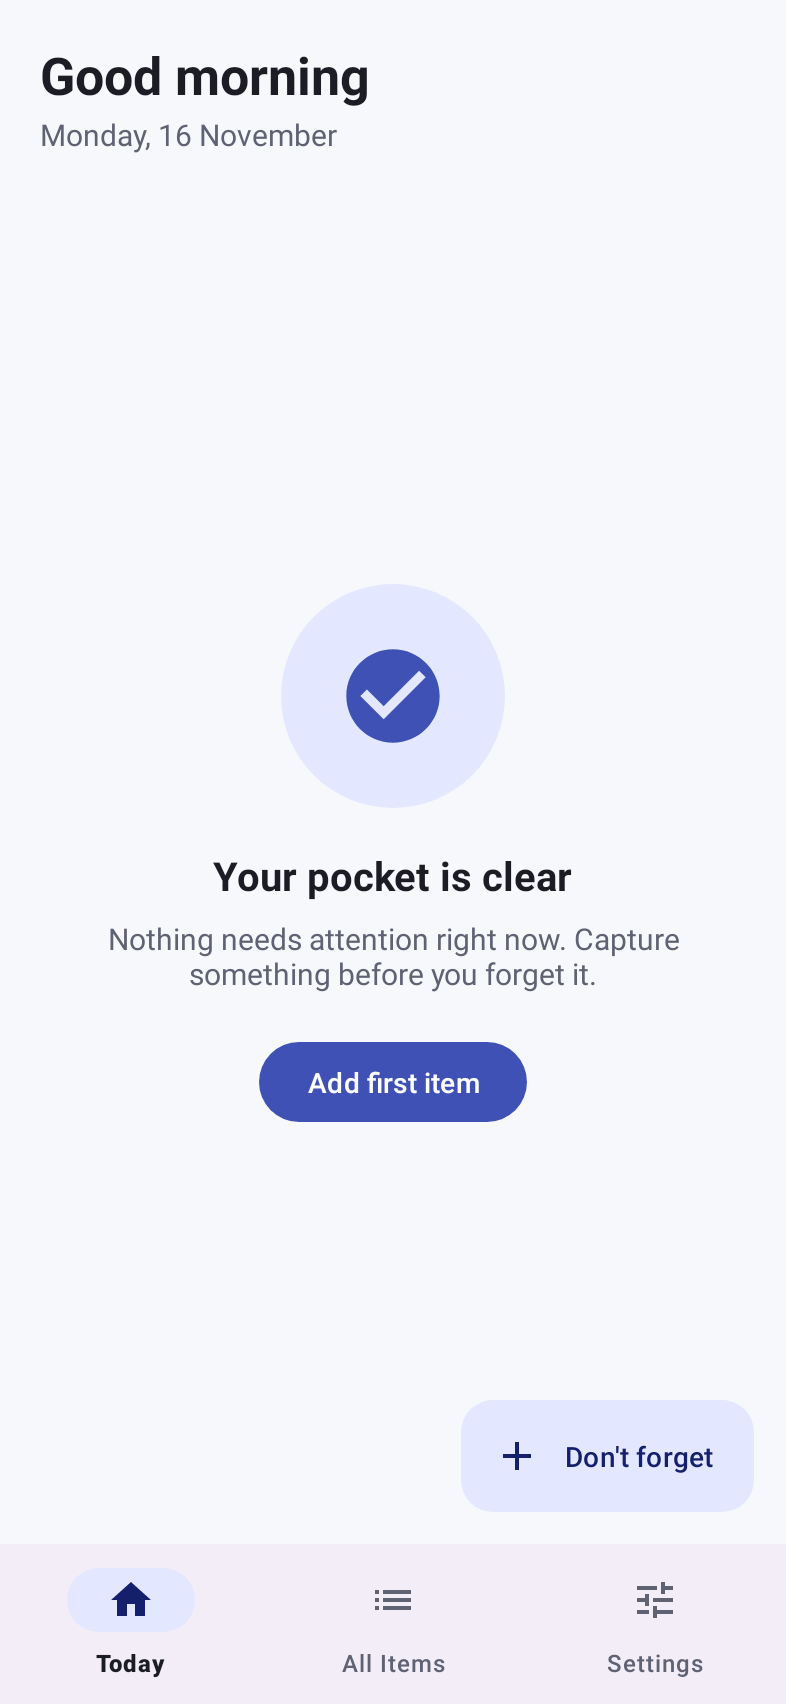 Good morning
Monday, 16 November
Your pocket is clear
Nothing needs attention right now. Capture
something before you forget it.
Add first item
Don't forget
Today
All Items
Settings